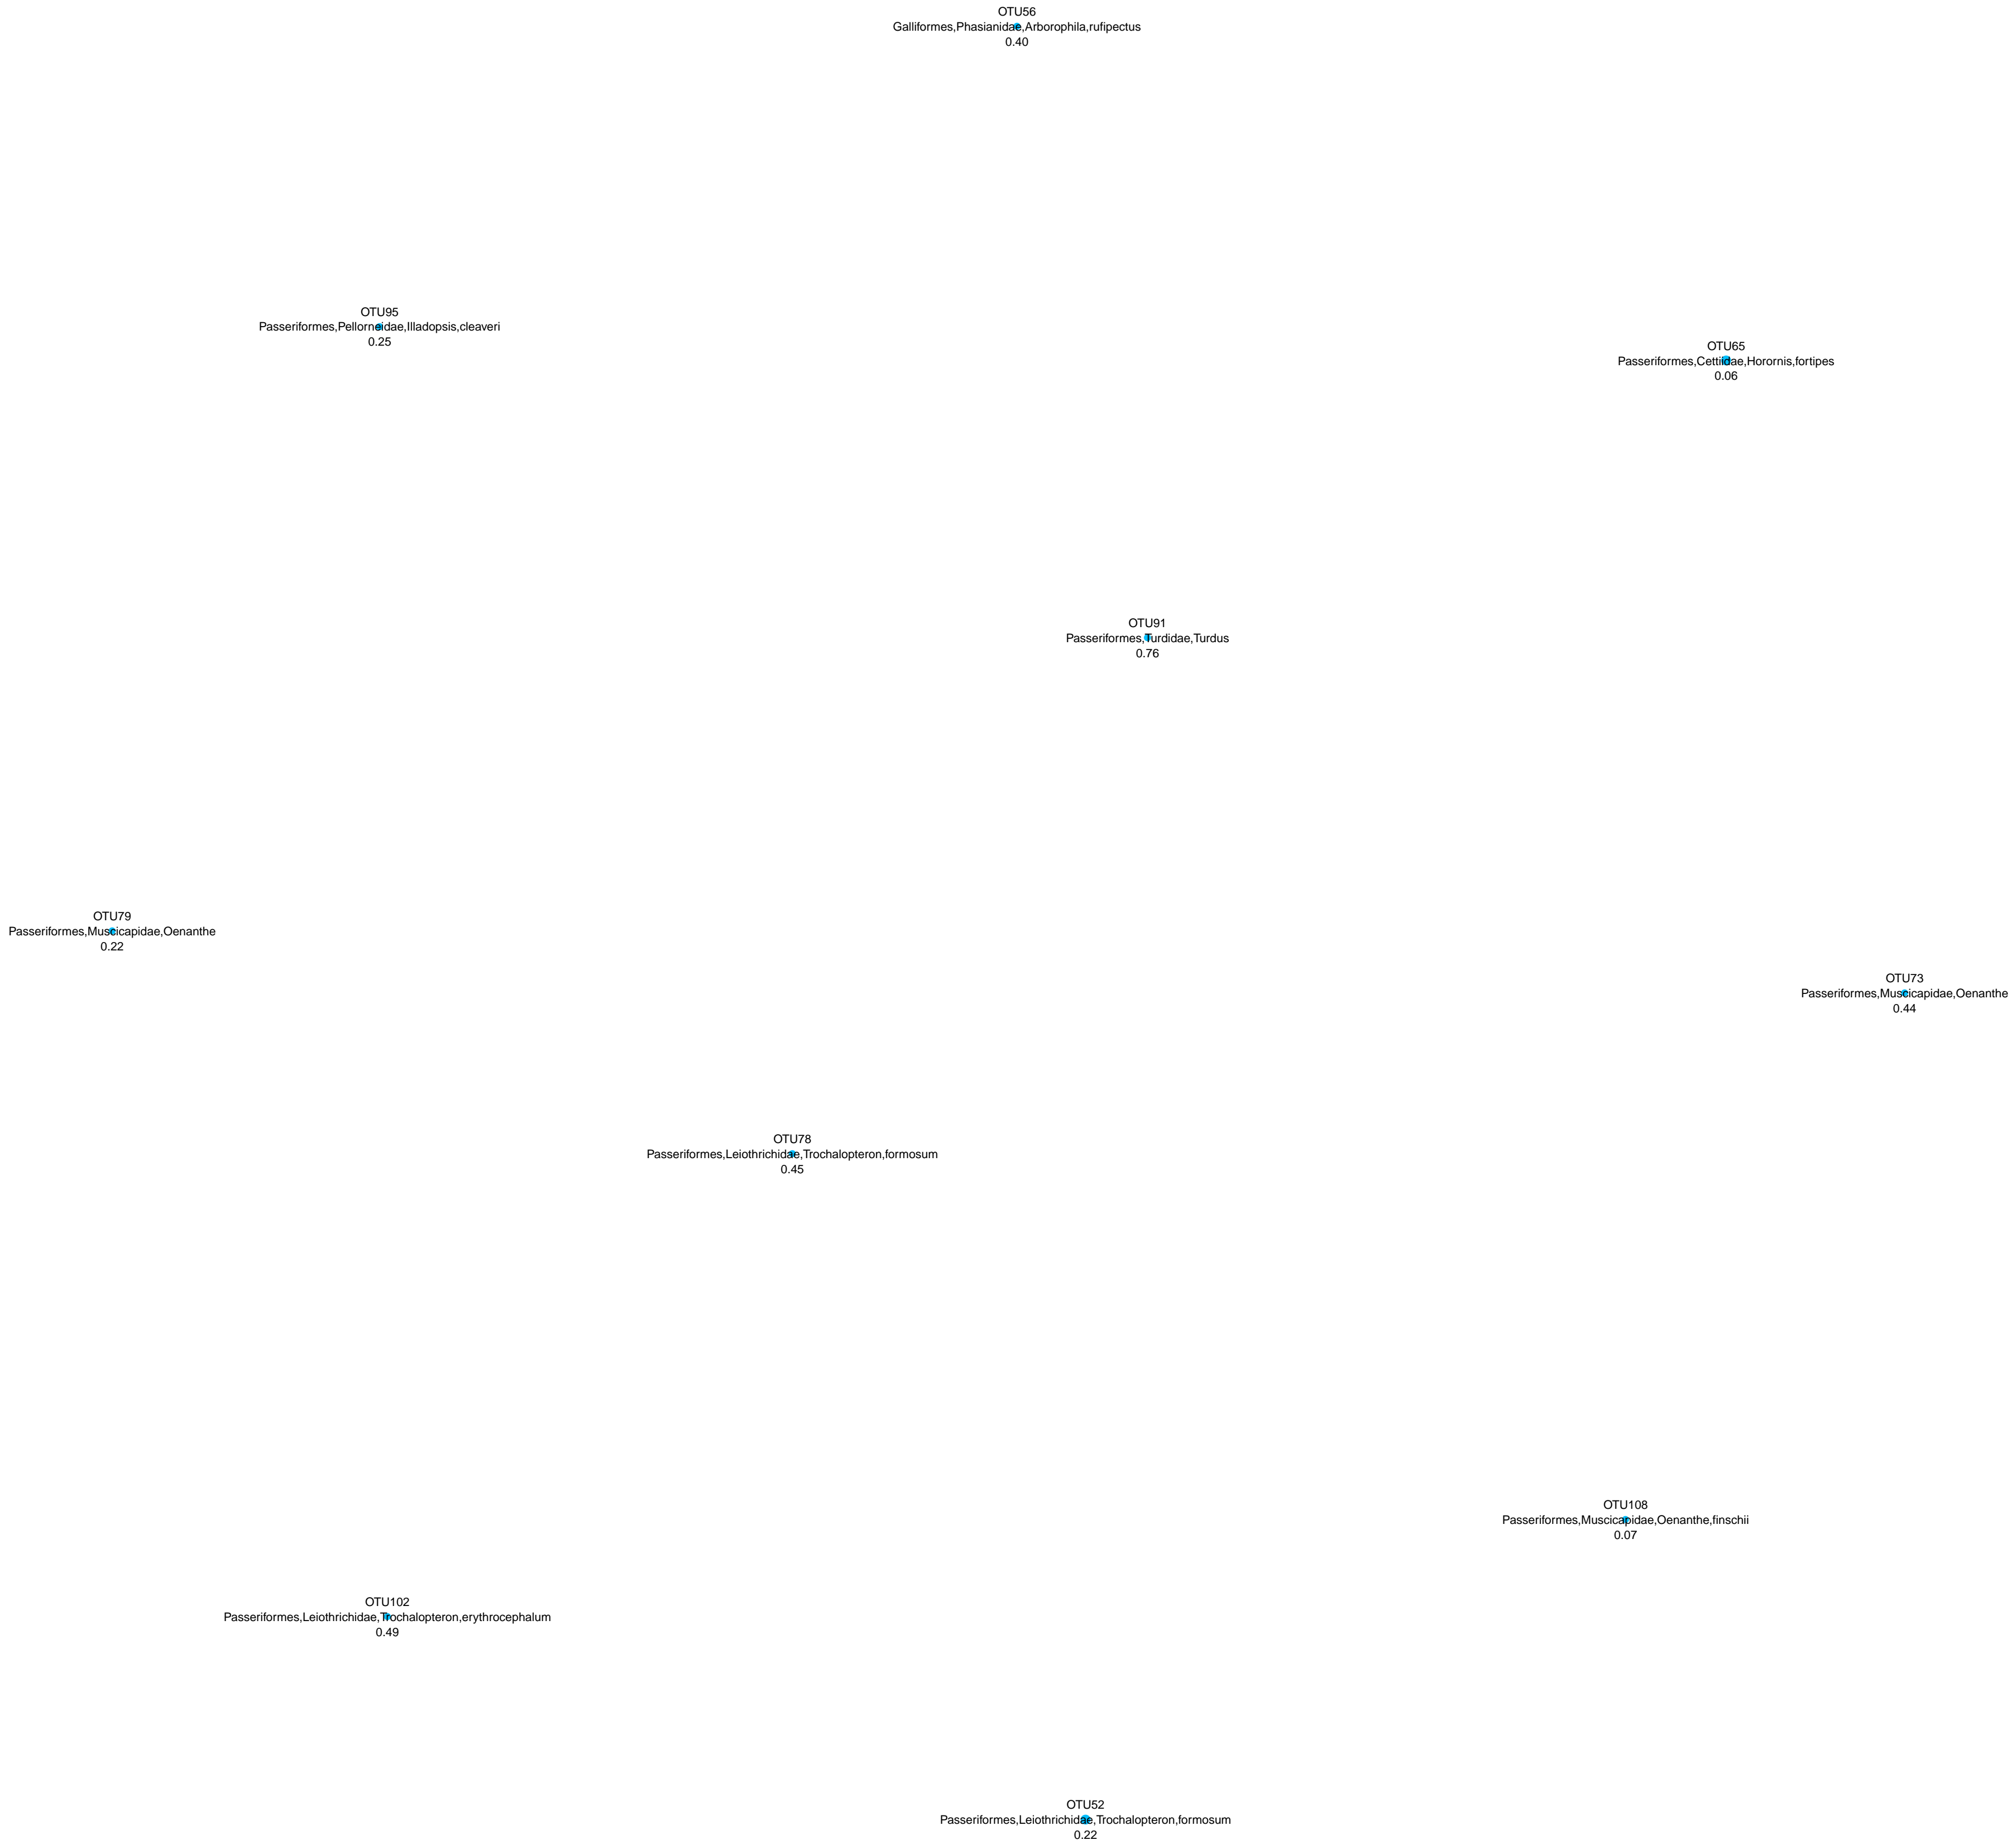 OTU56
Galliformes,Phasianidae,Arborophila,rufipectus
0.40
OTU95
Passeriformes,Pellorneidae,Illadopsis,cleaveri
0.25
OTU65
Passeriformes,Cettiidae,Horornis,fortipes
0.06
OTU91
Passeriformes,Turdidae,Turdus
0.76
OTU79
Passeriformes,Muscicapidae,Oenanthe
0.22
OTU73
Passeriformes,Muscicapidae,Oenanthe
0.44
OTU78
Passeriformes,Leiothrichidae,Trochalopteron,formosum
0.45
OTU108
Passeriformes,Muscicapidae,Oenanthe,finschii
0.07
OTU102
Passeriformes,Leiothrichidae,Trochalopteron,erythrocephalum
0.49
OTU52
Passeriformes,Leiothrichidae,Trochalopteron,formosum
0.22